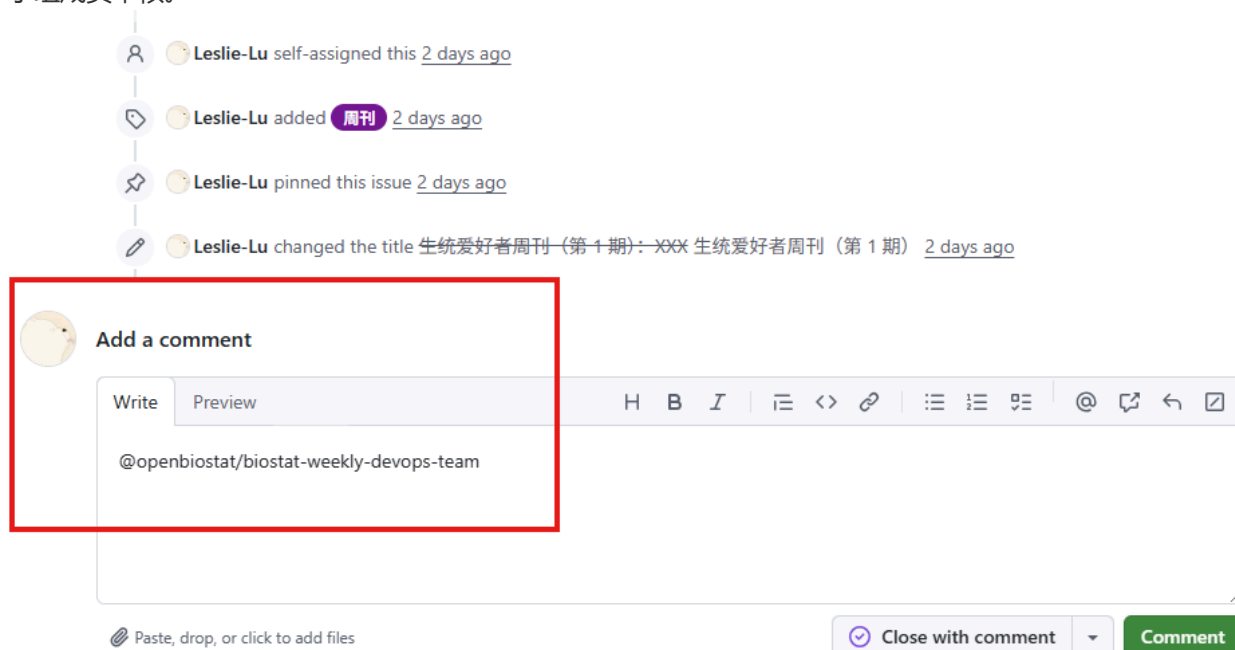 Leslie-Lu self-assigned this 2 days ago
Leslie-Lu added 周刊 2 days ago
Leslie-Lu pinned this issue 2 days ago
Leslie-Lu changed the title 生统爱好者周刊（第 1 期）：XXX 生统爱好者周刊（第 1 期） 2 days ago
Add a comment
Write Preview
@openbiostat/biostat-weekly-devops-team
Paste, drop, or click to add files
Close with comment Comment